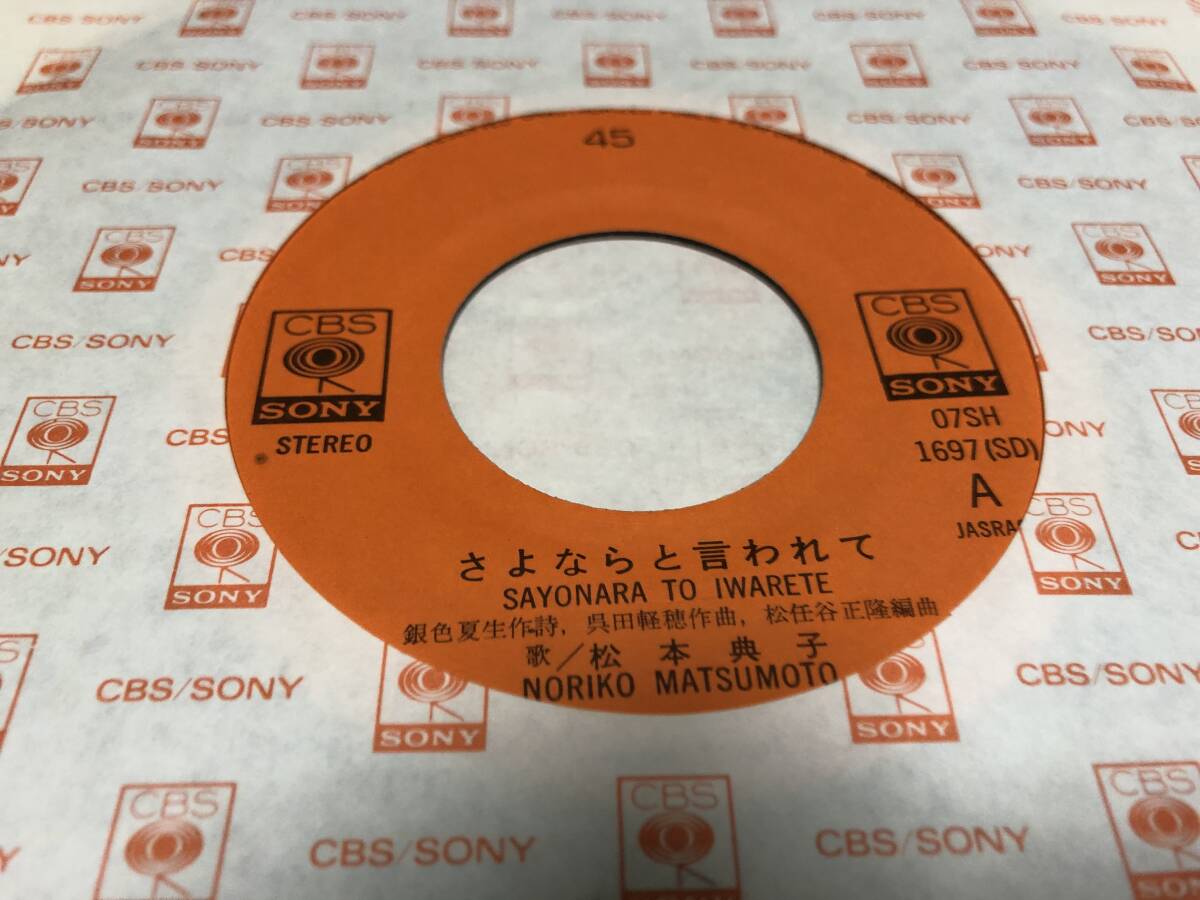 45
CBS
SONY
STEREO
CBS
SONY
07SH
1697(SD)
A
JASRA
さよならと言われて
SAYONARA TO IWARETE
銀色夏生作詩, 呉田軽穂作曲, 松任谷正隆編曲
歌/松本典子
NORIKO MATSUMOTO
CBS/SONY
CBS/SONY
CBS/SONY
CBS/SONY
CBS/SONY
CBS/SONY
CBS/SONY
CBS/SONY